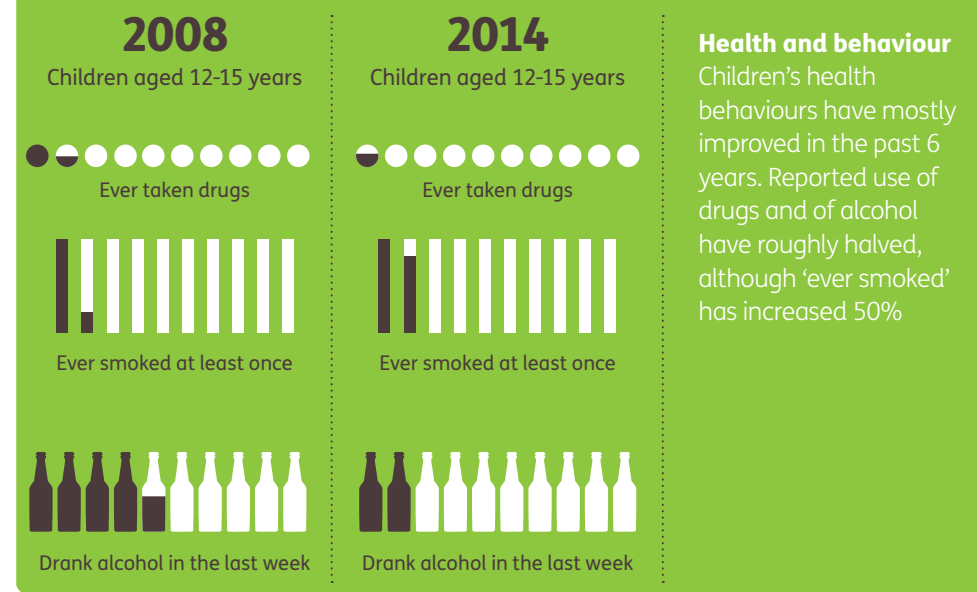 2008
Children aged 12-15 years
Ever taken drugs
Ever smoked at least once
Drank alcohol in the last week
2014
Children aged 12-15 years
Ever taken drugs
Ever smoked at least once
Drank alcohol in the last week
Health and behaviour
Children’s health
behaviours have mostly
improved in the past 6
years. Reported use of
drugs and of alcohol
have roughly halved,
although ‘ever smoked’
has increased 50%